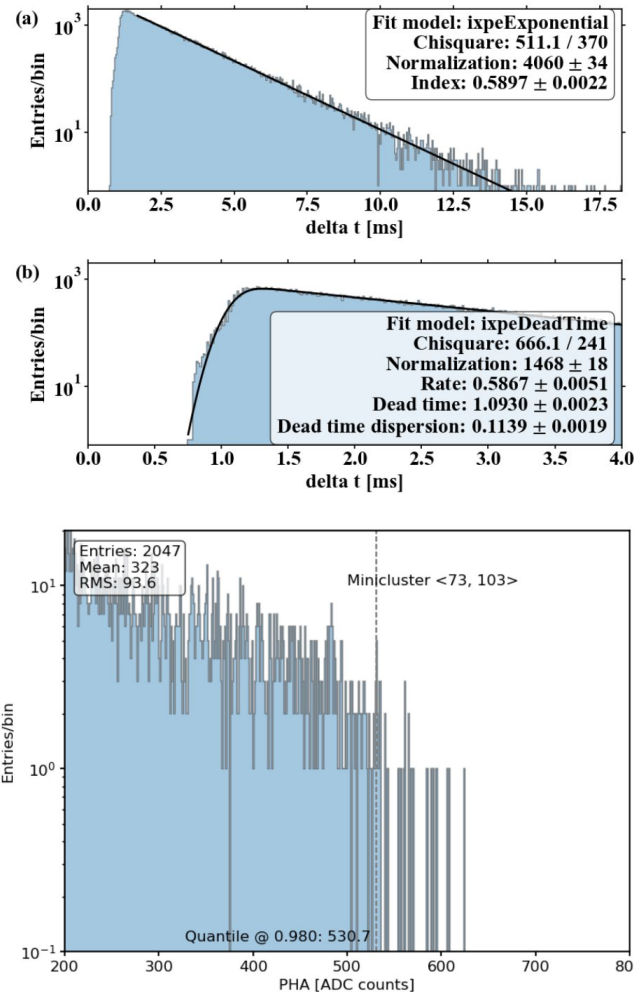 (a)
Fit model: ixpeExponential
Chisquare: 511.1 / 370
Normalization: 4060 ± 34
Index: 0.5897 ± 0.0022
10³
10¹
Entries/bin
0.0 2.5 5.0 7.5 10.0 12.5 15.0 17.5
delta t [ms]
(b)
Fit model: ixpeDeadTime
Chisquare: 666.1 / 241
Normalization: 1468 ± 18
Rate: 0.5867 ± 0.0051
Dead time: 1.0930 ± 0.0023
Dead time dispersion: 0.1139 ± 0.0019
10³
10¹
Entries/bin
0.0 0.5 1.0 1.5 2.0 2.5 3.0 3.5 4.0
delta t [ms]
Entries: 2047
Mean: 323
RMS: 93.6
Minicluster <73, 103>
10¹
10⁰
10⁻¹
Entries/bin
Quantile @ 0.980: 530.7
200 300 400 500 600 700 80
PHA [ADC counts]